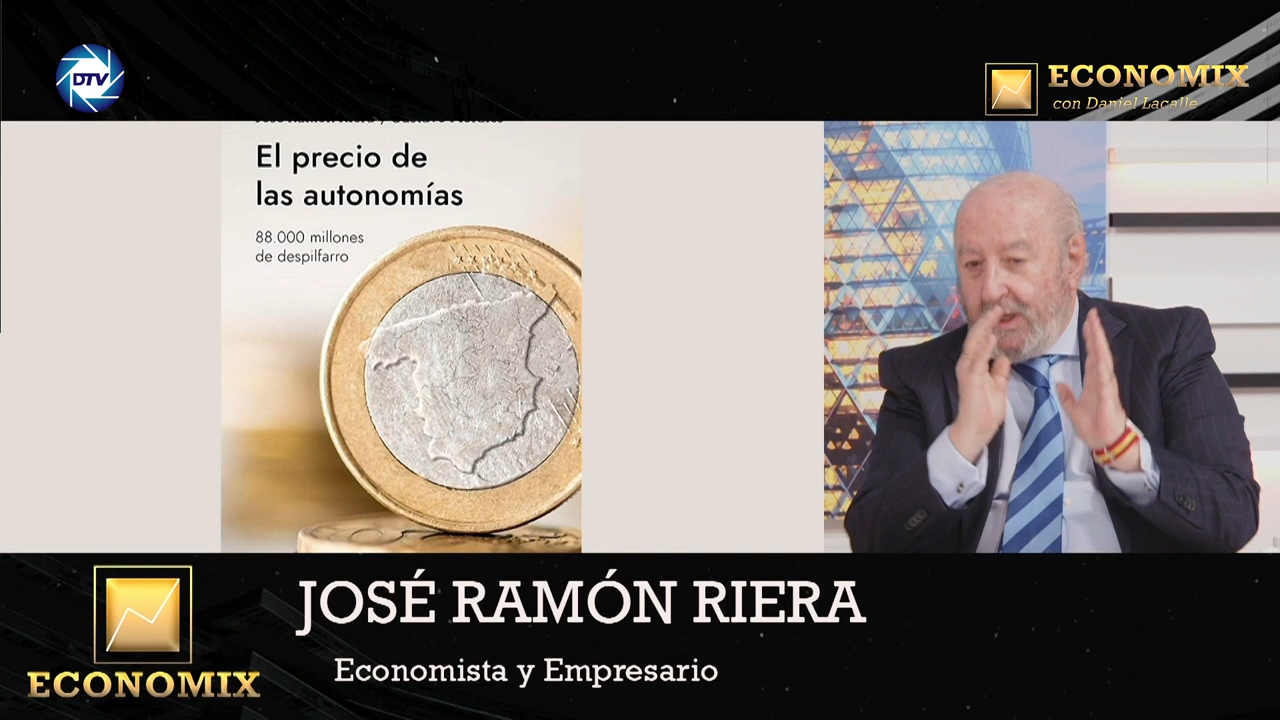 DTV
ECONOMIX
con Daniel Lacalle
El precio de
las autonomías
88.000 millones
de despilfarro
JOSÉ RAMÓN RIERA
Economista y Empresario
ECONOMIX